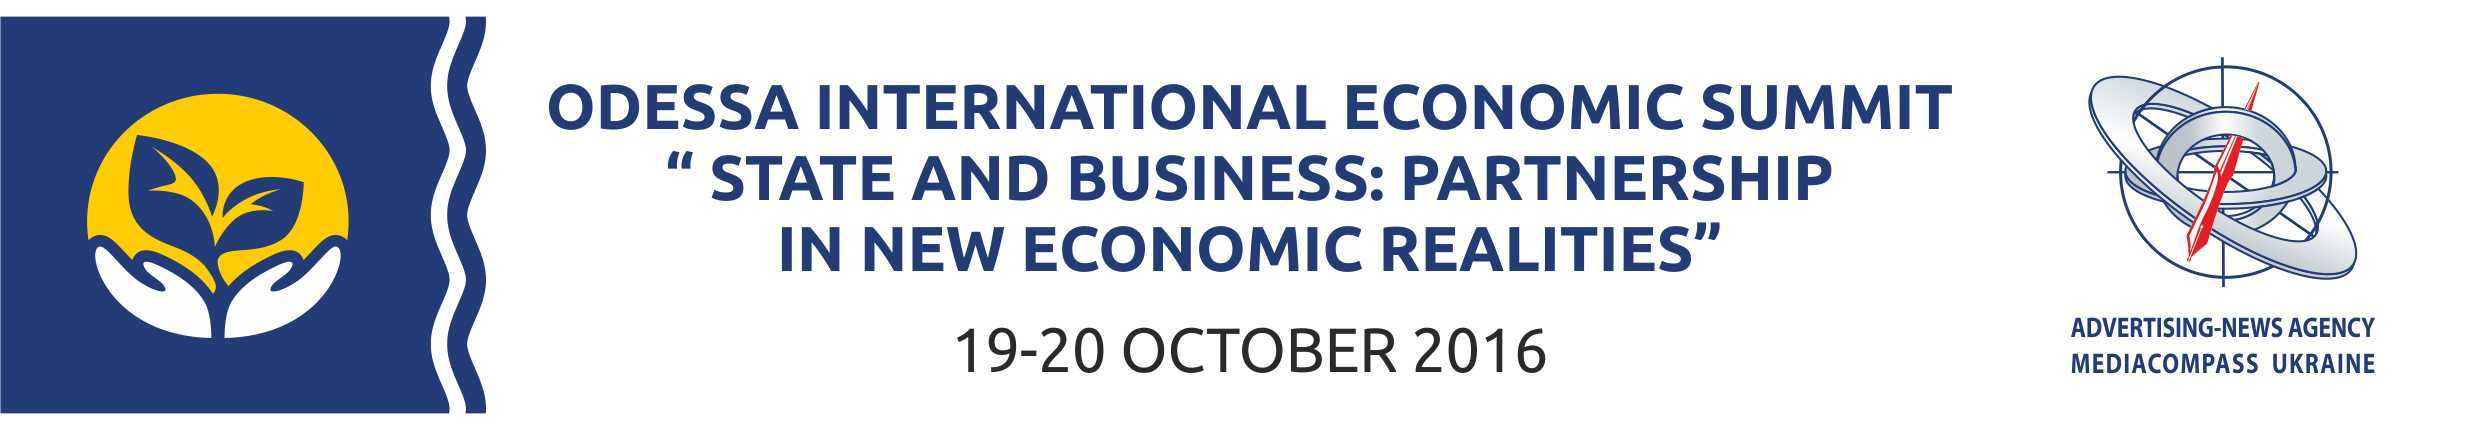 ODESSA INTERNATIONAL ECONOMIC SUMMIT
“ STATE AND BUSINESS: PARTNERSHIP
IN NEW ECONOMIC REALITIES”
19-20 OCTOBER 2016
ADVERTISING-NEWS AGENCY
MEDIACOMPASS UKRAINE